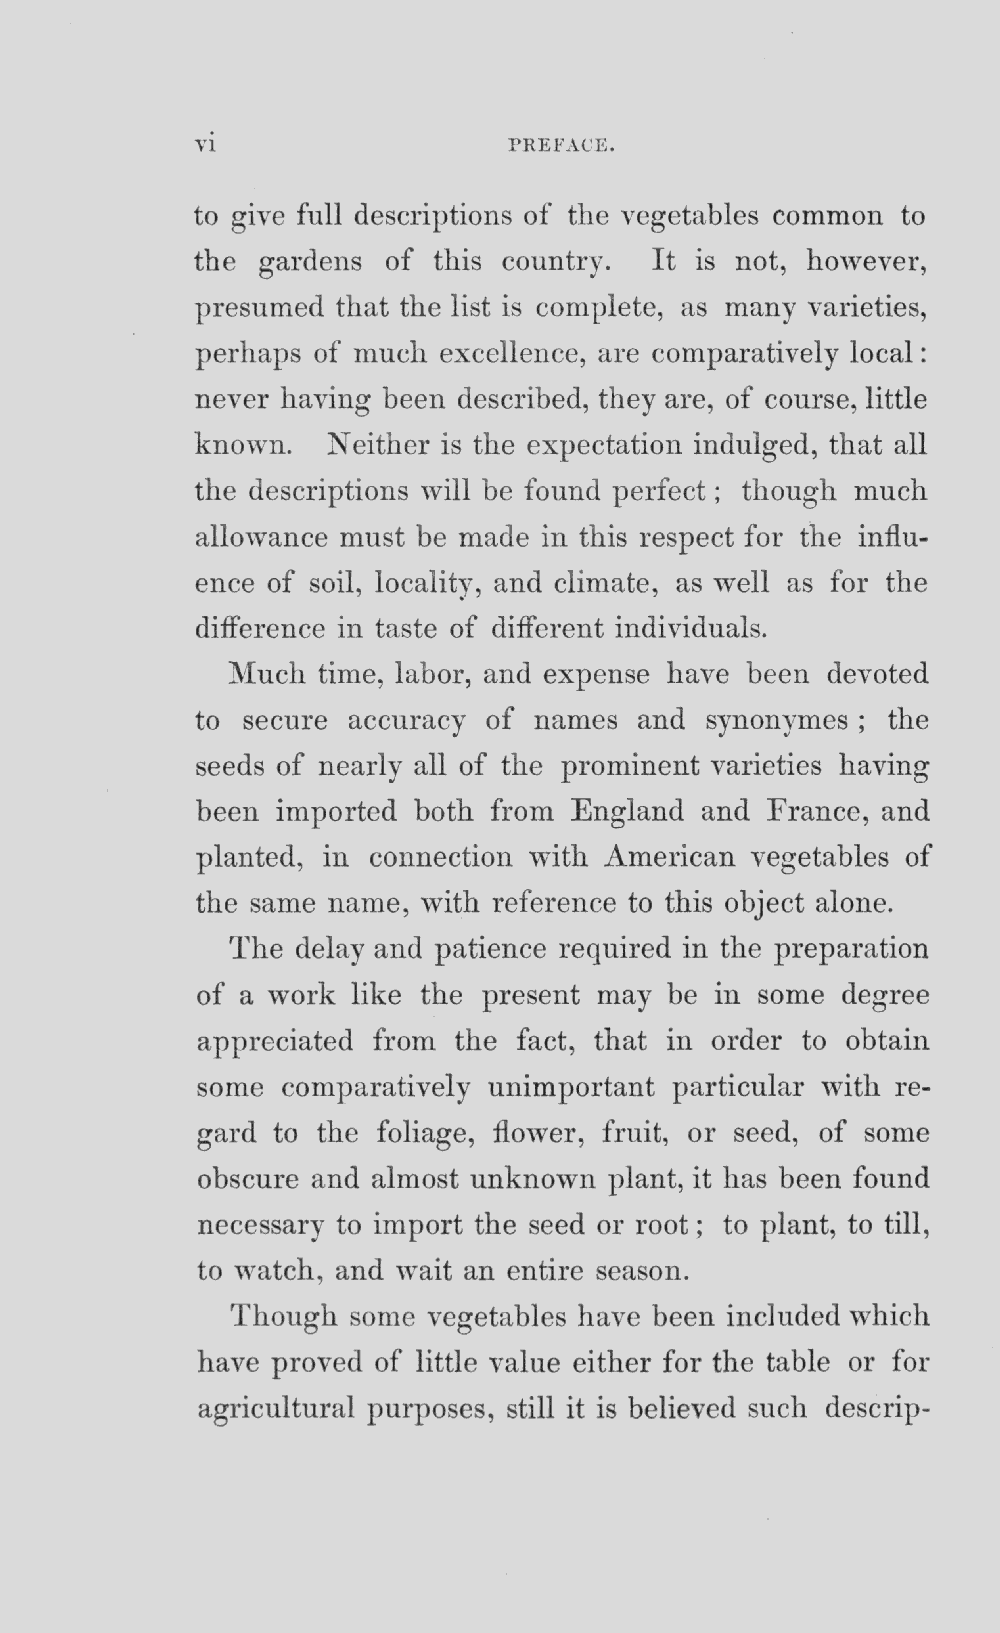 vi PREFACE.
to give full descriptions of the vegetables common to
the gardens of this country. It is not, however,
presumed that the list is complete, as many varieties,
perhaps of much excellence, are comparatively local:
never having been described, they are, of course, little
known. Neither is the expectation indulged, that all
the descriptions will be found perfect; though much
allowance must be made in this respect for the influ-
ence of soil, locality, and climate, as well as for the
difference in taste of different individuals.
Much time, labor, and expense have been devoted
to secure accuracy of names and synonymes; the
seeds of nearly all of the prominent varieties having
been imported both from England and France, and
planted, in connection with American vegetables of
the same name, with reference to this object alone.
The delay and patience required in the preparation
of a work like the present may be in some degree
appreciated from the fact, that in order to obtain
some comparatively unimportant particular with re-
gard to the foliage, flower, fruit, or seed, of some
obscure and almost unknown plant, it has been found
necessary to import the seed or root; to plant, to till,
to watch, and wait an entire season.
Though some vegetables have been included which
have proved of little value either for the table or for
agricultural purposes, still it is believed such descrip-